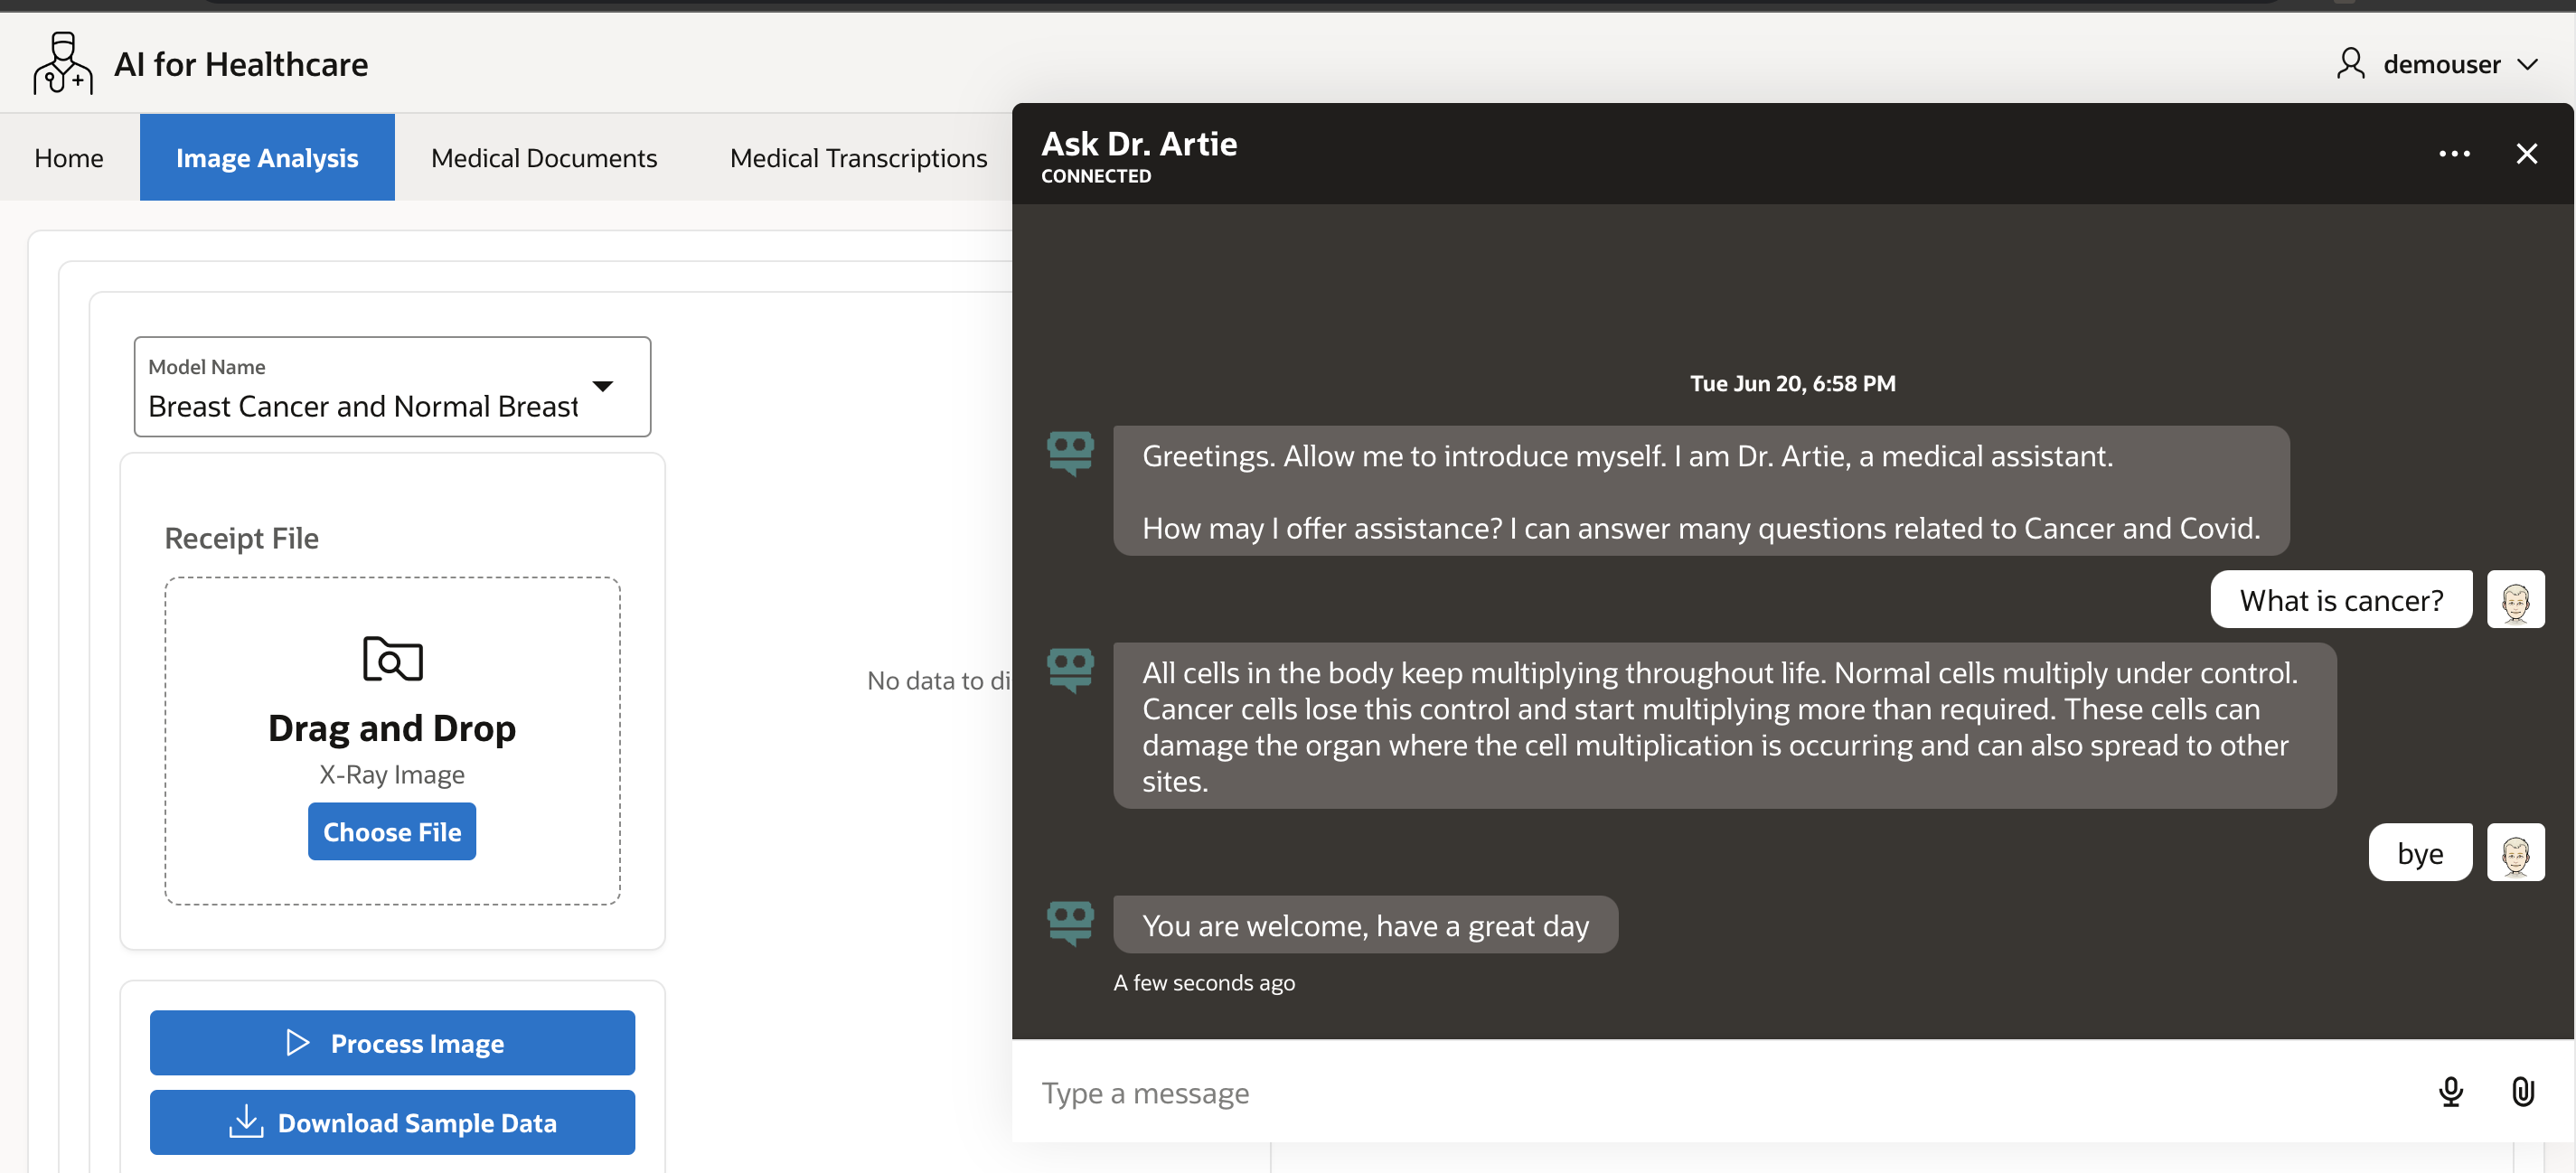 AI for Healthcare
demouser
Home
Image Analysis
Medical Documents
Medical Transcriptions
Model Name
Breast Cancer and Normal Breast
Receipt File
Drag and Drop
X-Ray Image
Choose File
Process Image
Download Sample Data
No data to di
Ask Dr. Artie
CONNECTED
Tue Jun 20, 6:58 PM
Greetings. Allow me to introduce myself. I am Dr. Artie, a medical assistant.
How may I offer assistance? I can answer many questions related to Cancer and Covid.
What is cancer?
All cells in the body keep multiplying throughout life. Normal cells multiply under control.
Cancer cells lose this control and start multiplying more than required. These cells can
damage the organ where the cell multiplication is occurring and can also spread to other
sites.
bye
You are welcome, have a great day
A few seconds ago
Type a message